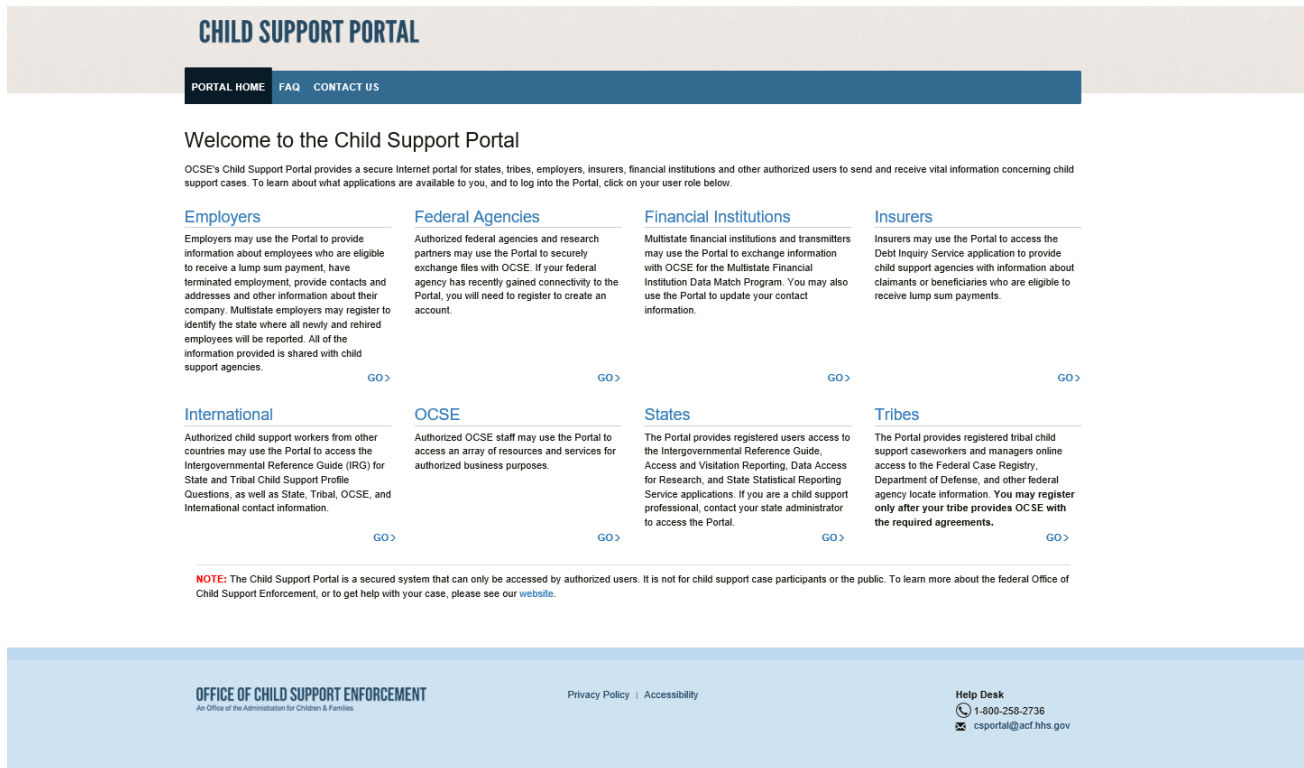 CHILD SUPPORT PORTAL
PORTAL HOME FAQ CONTACT US
Welcome to the Child Support Portal
OCSE's Child Support Portal provides a secure Internet portal for states, tribes, employers, insurers, financial institutions and other authorized users to send and receive vital information concerning child
support cases. To learn about what applications are available to you, and to log into the Portal, click on your user role below.
Employers
Employers may use the Portal to provide
information about employees who are eligible
to receive a lump sum payment, have
terminated employment, provide contacts and
addresses and other information about their
company. Multistate employers may register to
identify the state where all newly and rehired
employees will be reported. All of the
information provided is shared with child
support agencies.
GO >
Federal Agencies
Authorized federal agencies and research
partners may use the Portal to securely
exchange files with OCSE. If your federal
agency has recently gained connectivity to the
Portal, you will need to register to create an
account.
GO >
Financial Institutions
Multistate financial institutions and transmitters
may use the Portal to exchange information
with OCSE for the Multistate Financial
Institution Data Match Program. You may also
use the Portal to update your contact
information.
GO >
Insurers
Insurers may use the Portal to access the
Debt Inquiry Service application to provide
child support agencies with information about
claimants or beneficiaries who are eligible to
receive lump sum payments.
GO >
International
Authorized child support workers from other
countries may use the Portal to access the
Intergovernmental Reference Guide (IRG) for
State and Tribal Child Support Profile
Questions, as well as State, Tribal, OCSE, and
International contact information.
GO >
OCSE
Authorized OCSE staff may use the Portal to
access an array of resources and services for
authorized business purposes.
GO >
States
The Portal provides registered users access to
the Intergovernmental Reference Guide,
Access and Visitation Reporting, Data Access
for Research, and State Statistical Reporting
Service applications. If you are a child support
professional, contact your state administrator
to access the Portal.
GO >
Tribes
The Portal provides registered tribal child
support caseworkers and managers online
access to the Federal Case Registry,
Department of Defense, and other federal
agency locate information. You may register
only after your tribe provides OCSE with
the required agreements.
GO >
NOTE: The Child Support Portal is a secured system that can only be accessed by authorized users. It is not for child support case participants or the public. To learn more about the federal Office of
Child Support Enforcement, or to get help with your case, please see our website.
OFFICE OF CHILD SUPPORT ENFORCEMENT
An Office of the Administration for Children & Families
Privacy Policy | Accessibility
Help Desk
1-800-258-2736
csportal@acf.hhs.gov